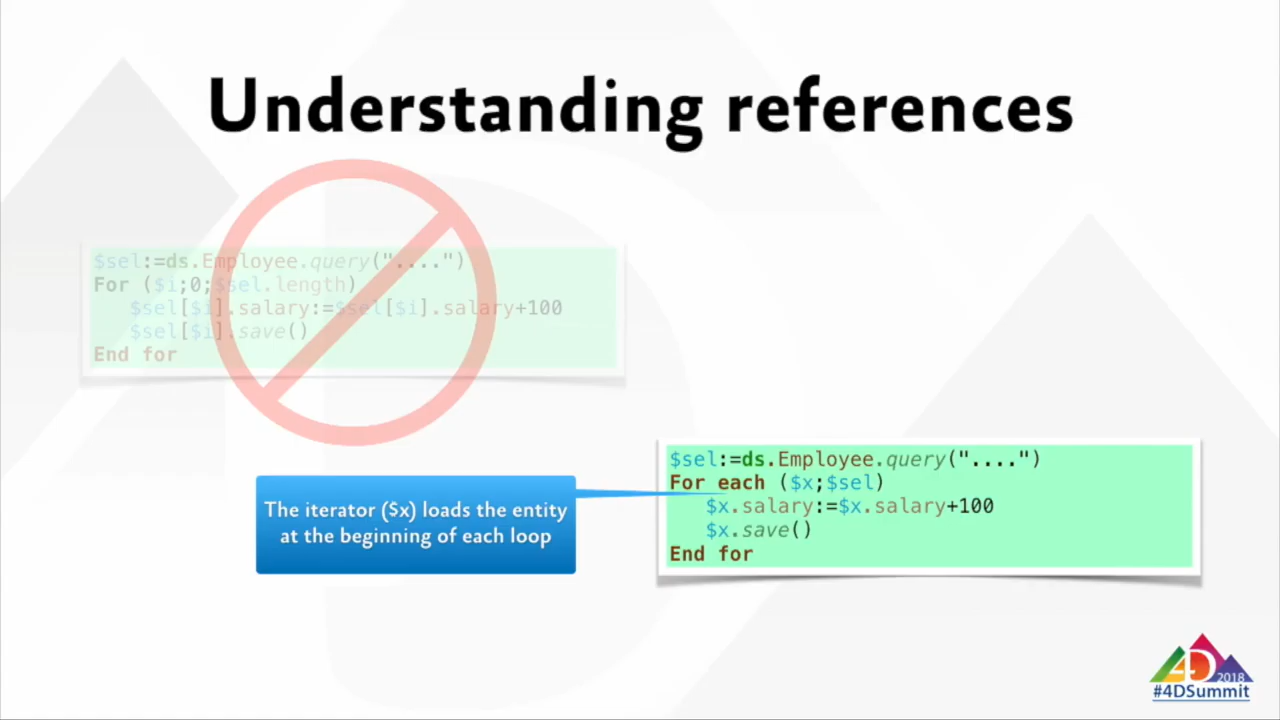 Understanding references
$sel:=ds.Employee.query("....")
For ($i;0;$sel.length)
$sel[$i].salary:=$sel[$i].salary+100
$sel[$i].save()
End for
The iterator ($x) loads the entity
at the beginning of each loop
$sel:=ds.Employee.query("....")
For each ($x;$sel)
$x.salary:=$x.salary+100
$x.save()
End for
4D
2018
#4DSummit